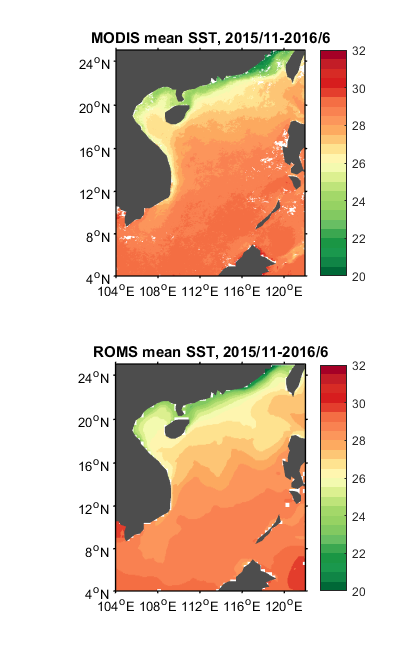 MODIS mean SST, 2015/11-2016/6
24°N
20°N
16°N
12°N
8°N
4°N
104°E 108°E 112°E 116°E 120°E
32
30
28
26
24
22
20
ROMS mean SST, 2015/11-2016/6
24°N
20°N
16°N
12°N
8°N
4°N
104°E 108°E 112°E 116°E 120°E
32
30
28
26
24
22
20